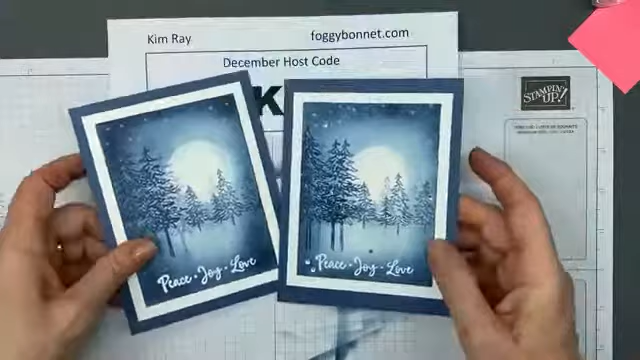 Kim Ray
foggybonnet.com
December Host Code
K
STAMPIN' UP!
Peace • Joy • Love
Peace • Joy • Love